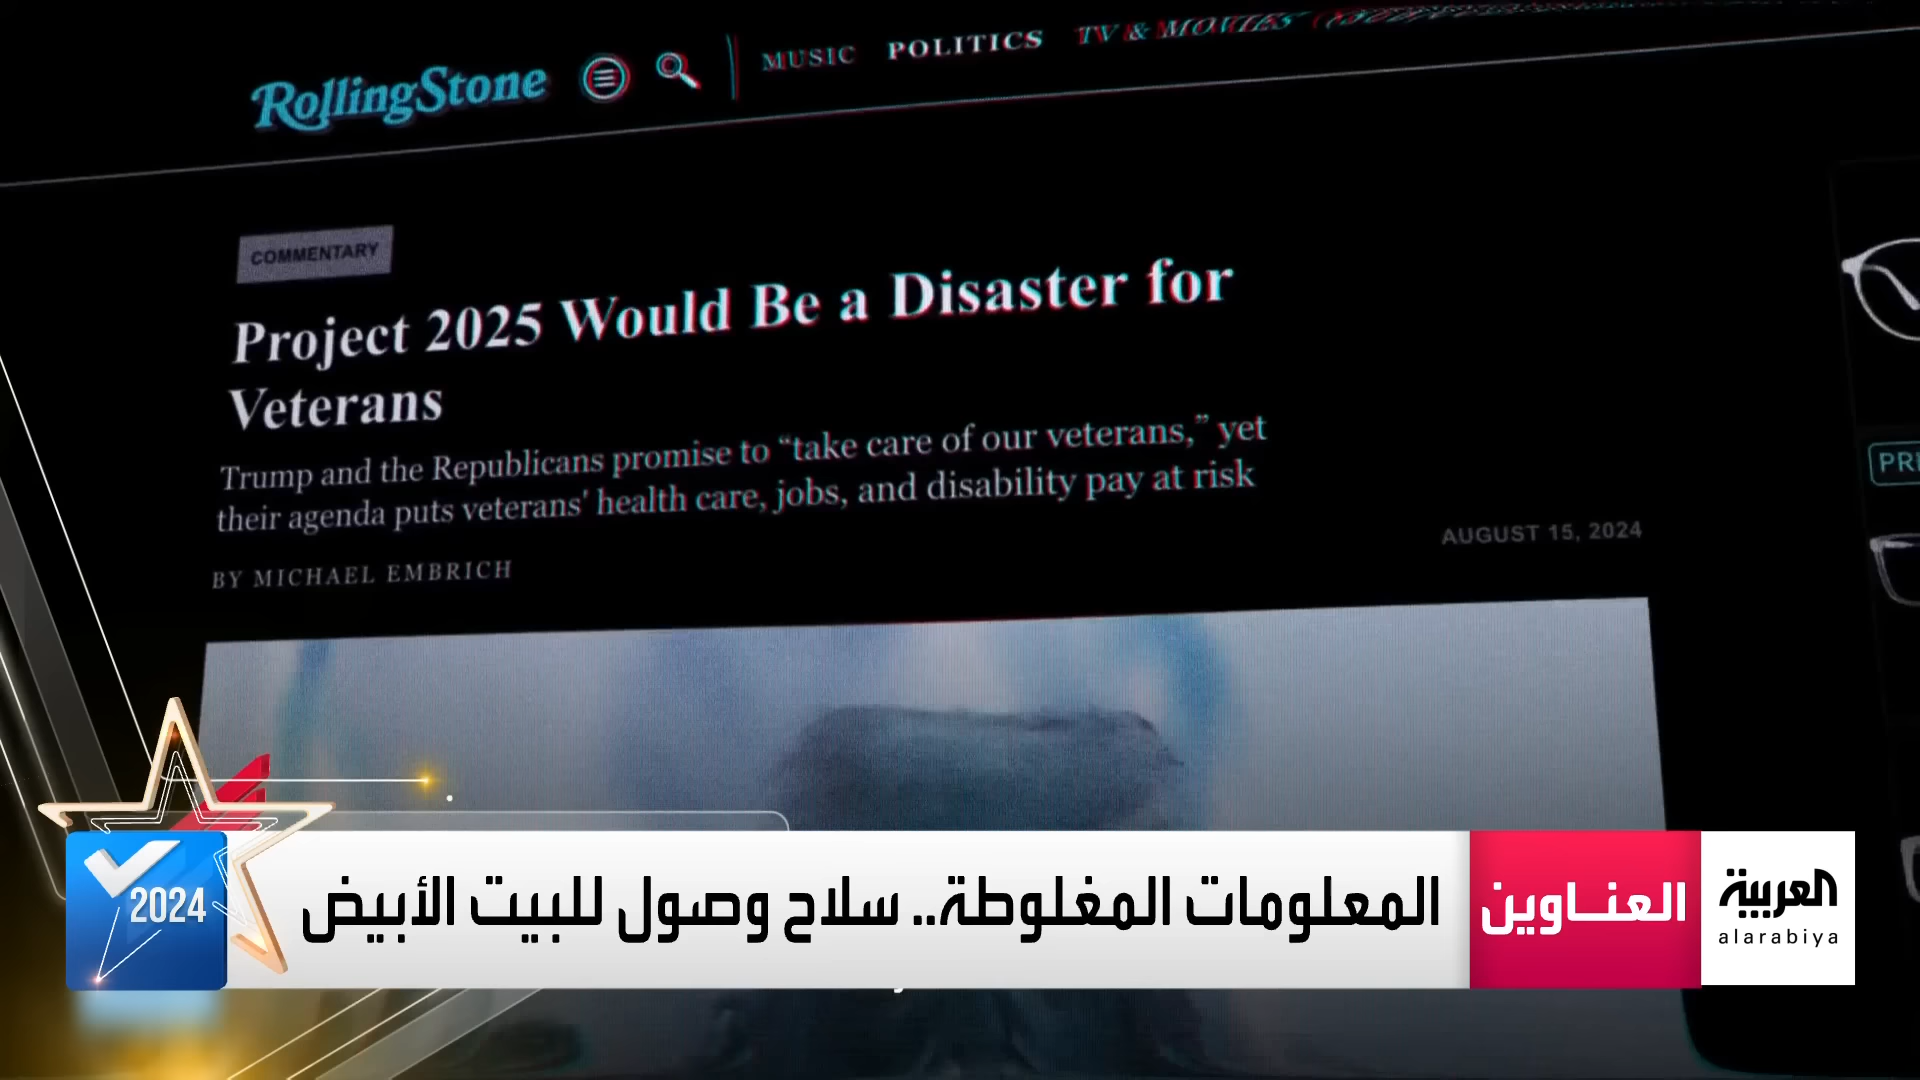 RollingStone
MUSIC POLITICS TV & MOVIES
COMMENTARY
Project 2025 Would Be a Disaster for
Veterans
Trump and the Republicans promise to “take care of our veterans,” yet
their agenda puts veterans' health care, jobs, and disability pay at risk
BY MICHAEL EMBRICH
AUGUST 15, 2024
العربية
alarabiya
العناوين
المعلومات المغلوطة.. سلاح وصول للبيت الأبيض
2024